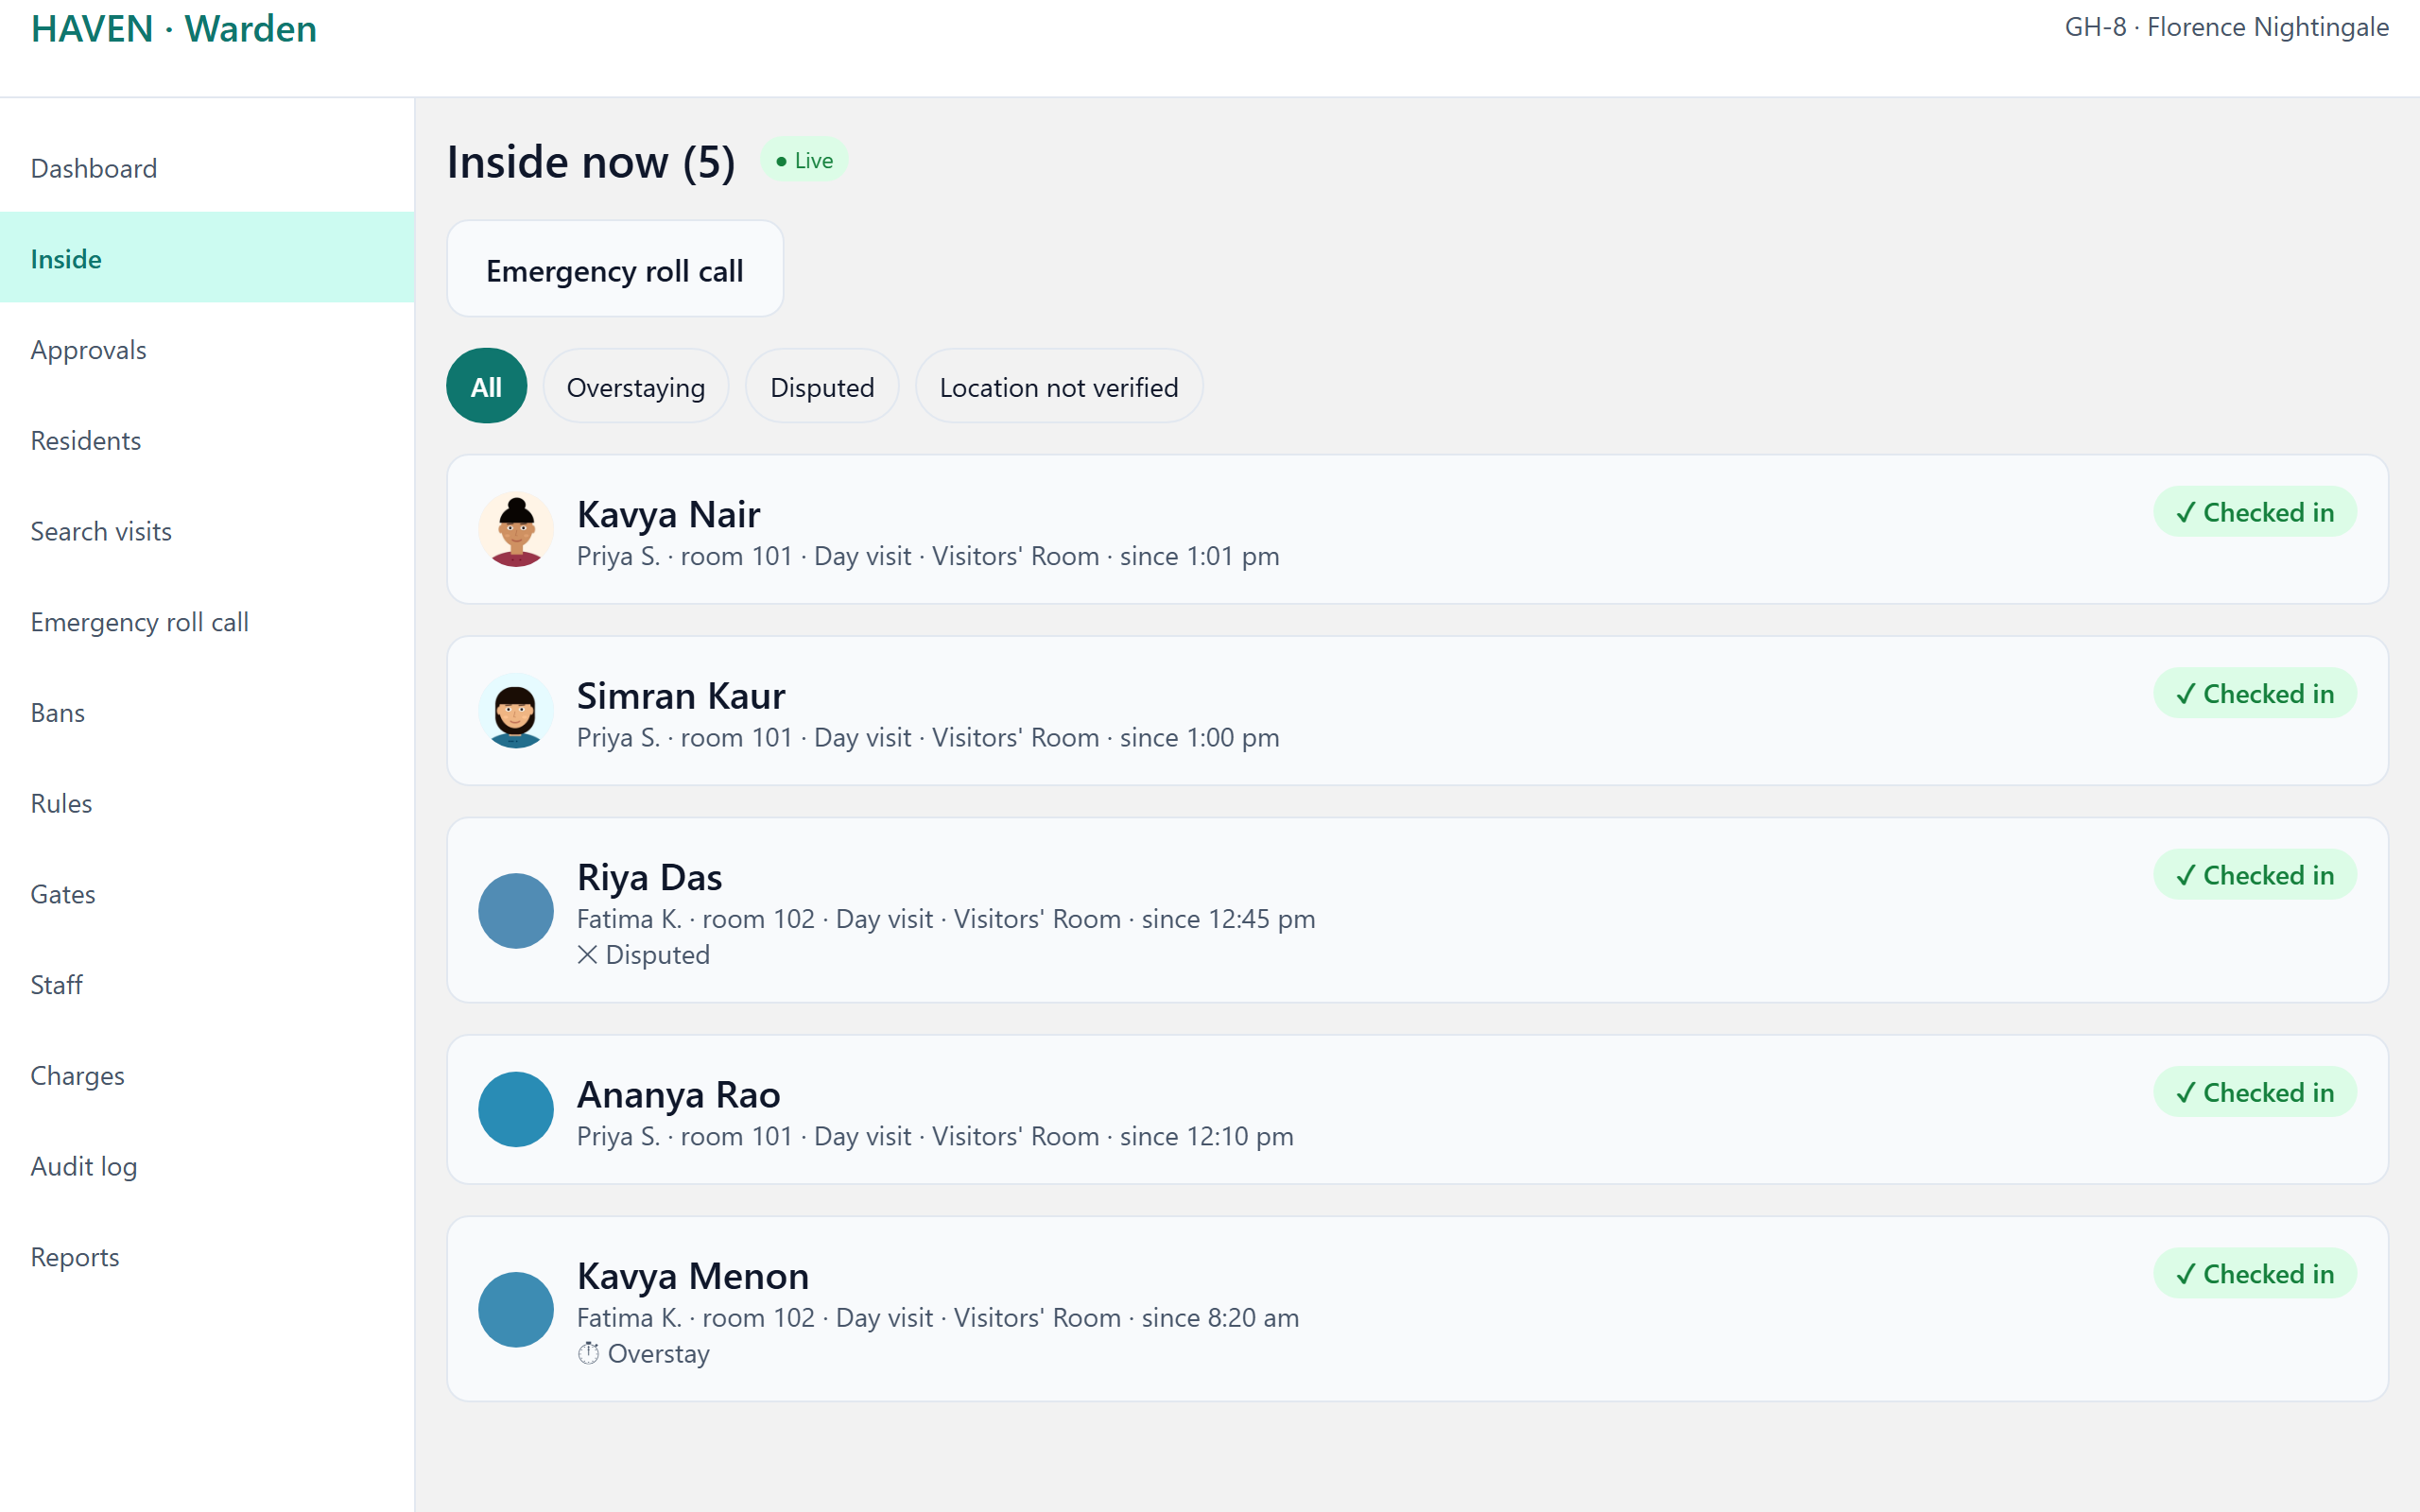 HAVEN · Warden
GH-8 · Florence Nightingale
Dashboard
Inside
Approvals
Residents
Search visits
Emergency roll call
Bans
Rules
Gates
Staff
Charges
Audit log
Reports
Inside now (5)
● Live
Emergency roll call
All
Overstaying
Disputed
Location not verified
Kavya Nair
Priya S. · room 101 · Day visit · Visitors' Room · since 1:01 pm
✓ Checked in
Simran Kaur
Priya S. · room 101 · Day visit · Visitors' Room · since 1:00 pm
✓ Checked in
Riya Das
Fatima K. · room 102 · Day visit · Visitors' Room · since 12:45 pm
✕ Disputed
✓ Checked in
Ananya Rao
Priya S. · room 101 · Day visit · Visitors' Room · since 12:10 pm
✓ Checked in
Kavya Menon
Fatima K. · room 102 · Day visit · Visitors' Room · since 8:20 am
⏱ Overstay
✓ Checked in